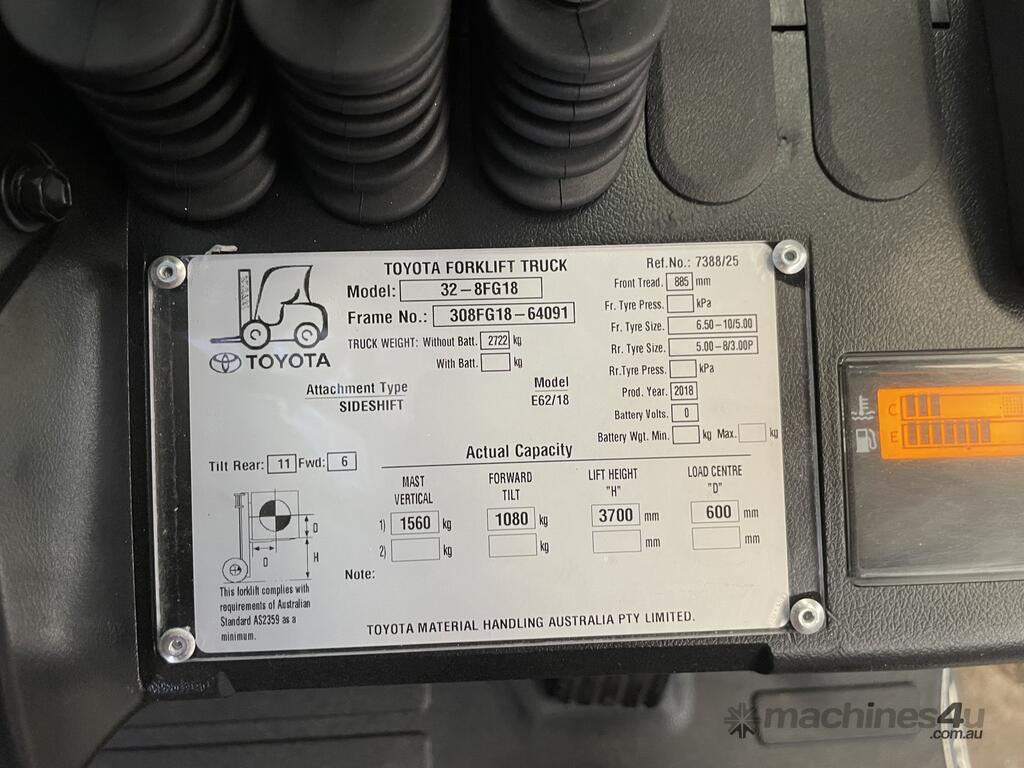 TOYOTA FORKLIFT TRUCK
Ref.No.: 7388/25
Model: 32-8FG18
Frame No.: 308FG18-64091
TRUCK WEIGHT: Without Batt. 2722 kg
With Batt. kg
TOYOTA
Attachment Type
SIDESHIFT
Model
E62/18
Front Tread. 885 mm
Fr. Tyre Press. kPa
Fr. Tyre Size. 6.50-10/5.00
Rr. Tyre Size. 5.00-8/3.00P
Rr.Tyre Press. kPa
Prod. Year. 2018
Battery Volts. 0
Battery Wgt. Min. kg Max. kg
Tilt Rear: 11 Fwd: 6
Actual Capacity
MAST VERTICAL
FORWARD TILT
LIFT HEIGHT "H"
LOAD CENTRE "D"
1) 1560 kg 1080 kg 3700 mm 600 mm
2) kg kg mm mm
Note:
D
H
D
This forklift complies with
requirements of Australian
Standard AS2359 as a
minimum.
TOYOTA MATERIAL HANDLING AUSTRALIA PTY LIMITED.
C
E
machines4u
.com.au